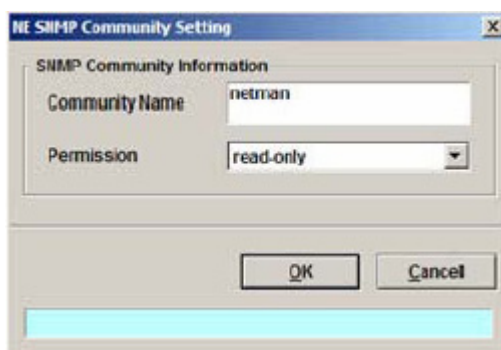 NE SNMP Community Setting
SNMP Community Information
Community Name
netman
Permission
read-only
OK
Cancel